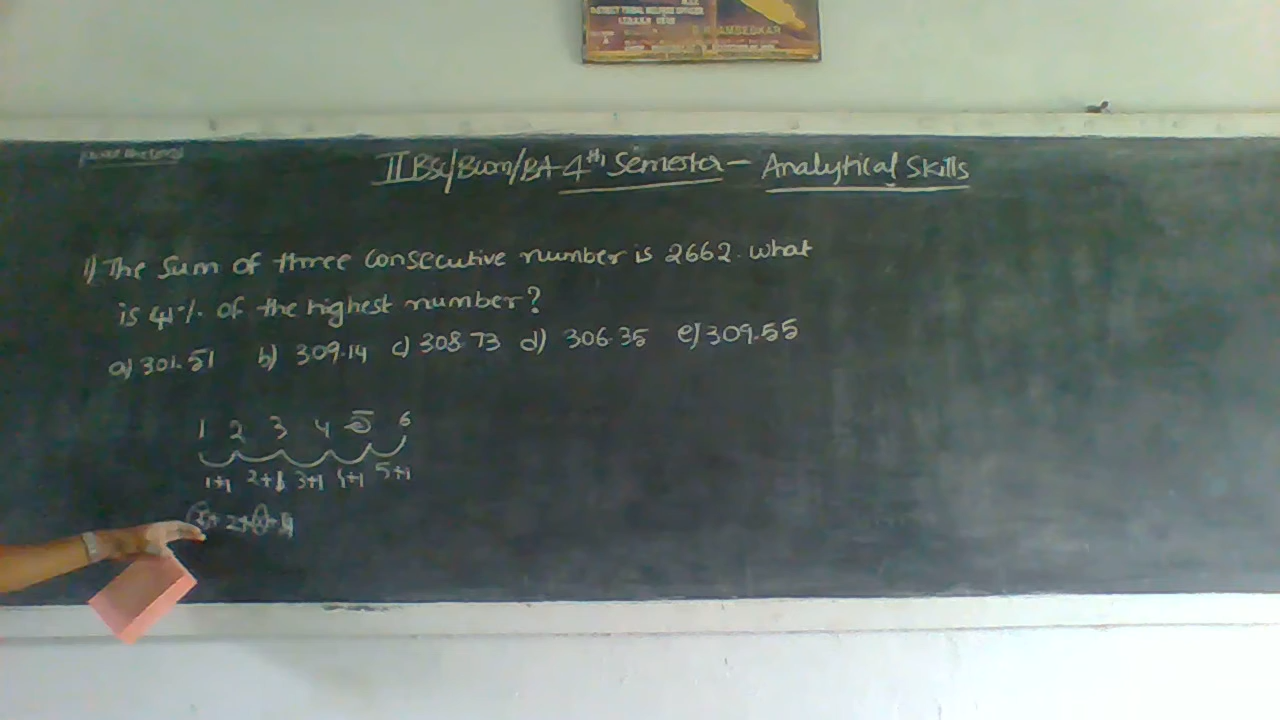 AMBEDKAR
II BSc/Bcom/BA 4th Semester - Analytical Skills
1) The Sum of three consecutive number is 2662. what
is 41% of the highest number?
a) 301.51 b) 309.14 c) 308.73 d) 306.35 e) 309.55
1 2 3 4 5 6
1+1 2+1 3+1 4+1 5+1